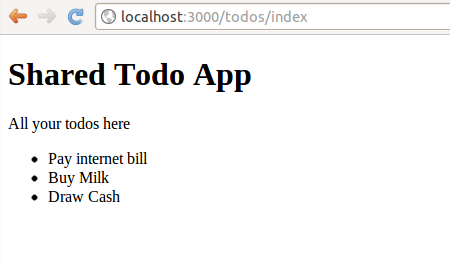 localhost:3000/todos/index
Shared Todo App
All your todos here
Pay internet bill
Buy Milk
Draw Cash